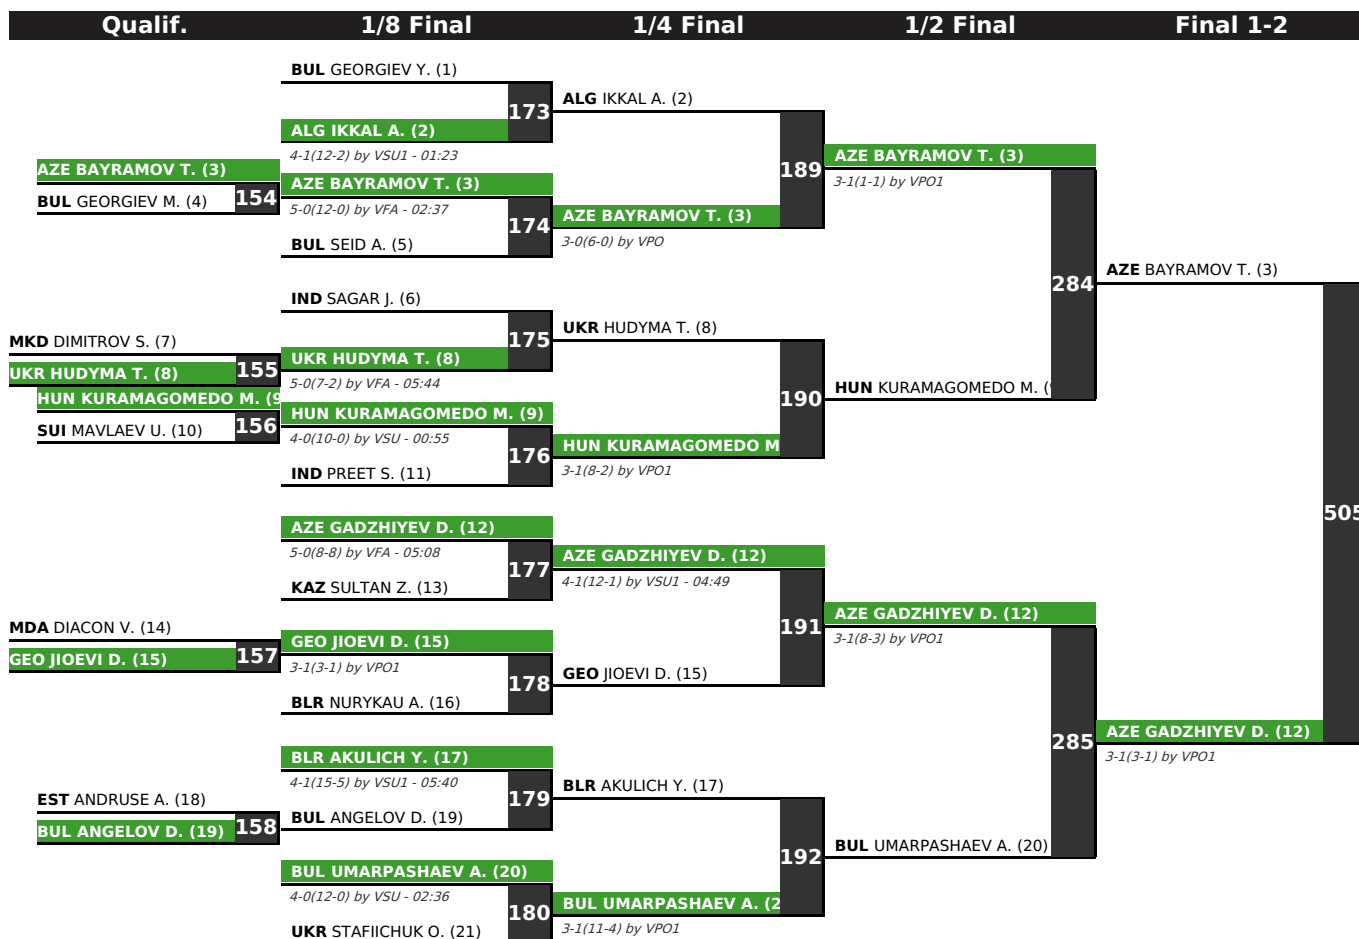 Qualif. 1/8 Final 1/4 Final 1/2 Final Final 1-2
BUL GEORGIEV Y. (1)
173
ALG IKKAL A. (2)
4-1(12-2) by VSU1 - 01:23
AZE BAYRAMOV T. (3)
BUL GEORGIEV M. (4)
154
AZE BAYRAMOV T. (3)
5-0(12-0) by VFA - 02:37
174
BUL SEID A. (5)
IND SAGAR J. (6)
175
MKD DIMITROV S. (7)
UKR HUDYMA T. (8)
155
UKR HUDYMA T. (8)
5-0(7-2) by VFA - 05:44
HUN KURAMAGOMEDO M. (9
SUI MAVLAEV U. (10)
156
HUN KURAMAGOMEDO M. (9)
4-0(10-0) by VSU - 00:55
176
IND PREET S. (11)
AZE GADZHIYEV D. (12)
5-0(8-8) by VFA - 05:08
177
KAZ SULTAN Z. (13)
MDA DIACON V. (14)
GEO JIOEVI D. (15)
157
GEO JIOEVI D. (15)
3-1(3-1) by VPO1
178
BLR NURYKAU A. (16)
BLR AKULICH Y. (17)
4-1(15-5) by VSU1 - 05:40
179
EST ANDRUSE A. (18)
BUL ANGELOV D. (19)
158
BUL ANGELOV D. (19)
BUL UMARPASHAEV A. (20)
4-0(12-0) by VSU - 02:36
180
UKR STAFIICHUK O. (21)
ALG IKKAL A. (2)
189
AZE BAYRAMOV T. (3)
3-0(6-0) by VPO
UKR HUDYMA T. (8)
190
HUN KURAMAGOMEDO M
3-1(8-2) by VPO1
AZE GADZHIYEV D. (12)
4-1(12-1) by VSU1 - 04:49
191
GEO JIOEVI D. (15)
BLR AKULICH Y. (17)
192
BUL UMARPASHAEV A. (2
3-1(11-4) by VPO1
AZE BAYRAMOV T. (3)
3-1(1-1) by VPO1
284
HUN KURAMAGOMEDO M. (
AZE GADZHIYEV D. (12)
3-1(8-3) by VPO1
285
BUL UMARPASHAEV A. (20)
AZE BAYRAMOV T. (3)
505
AZE GADZHIYEV D. (12)
3-1(3-1) by VPO1